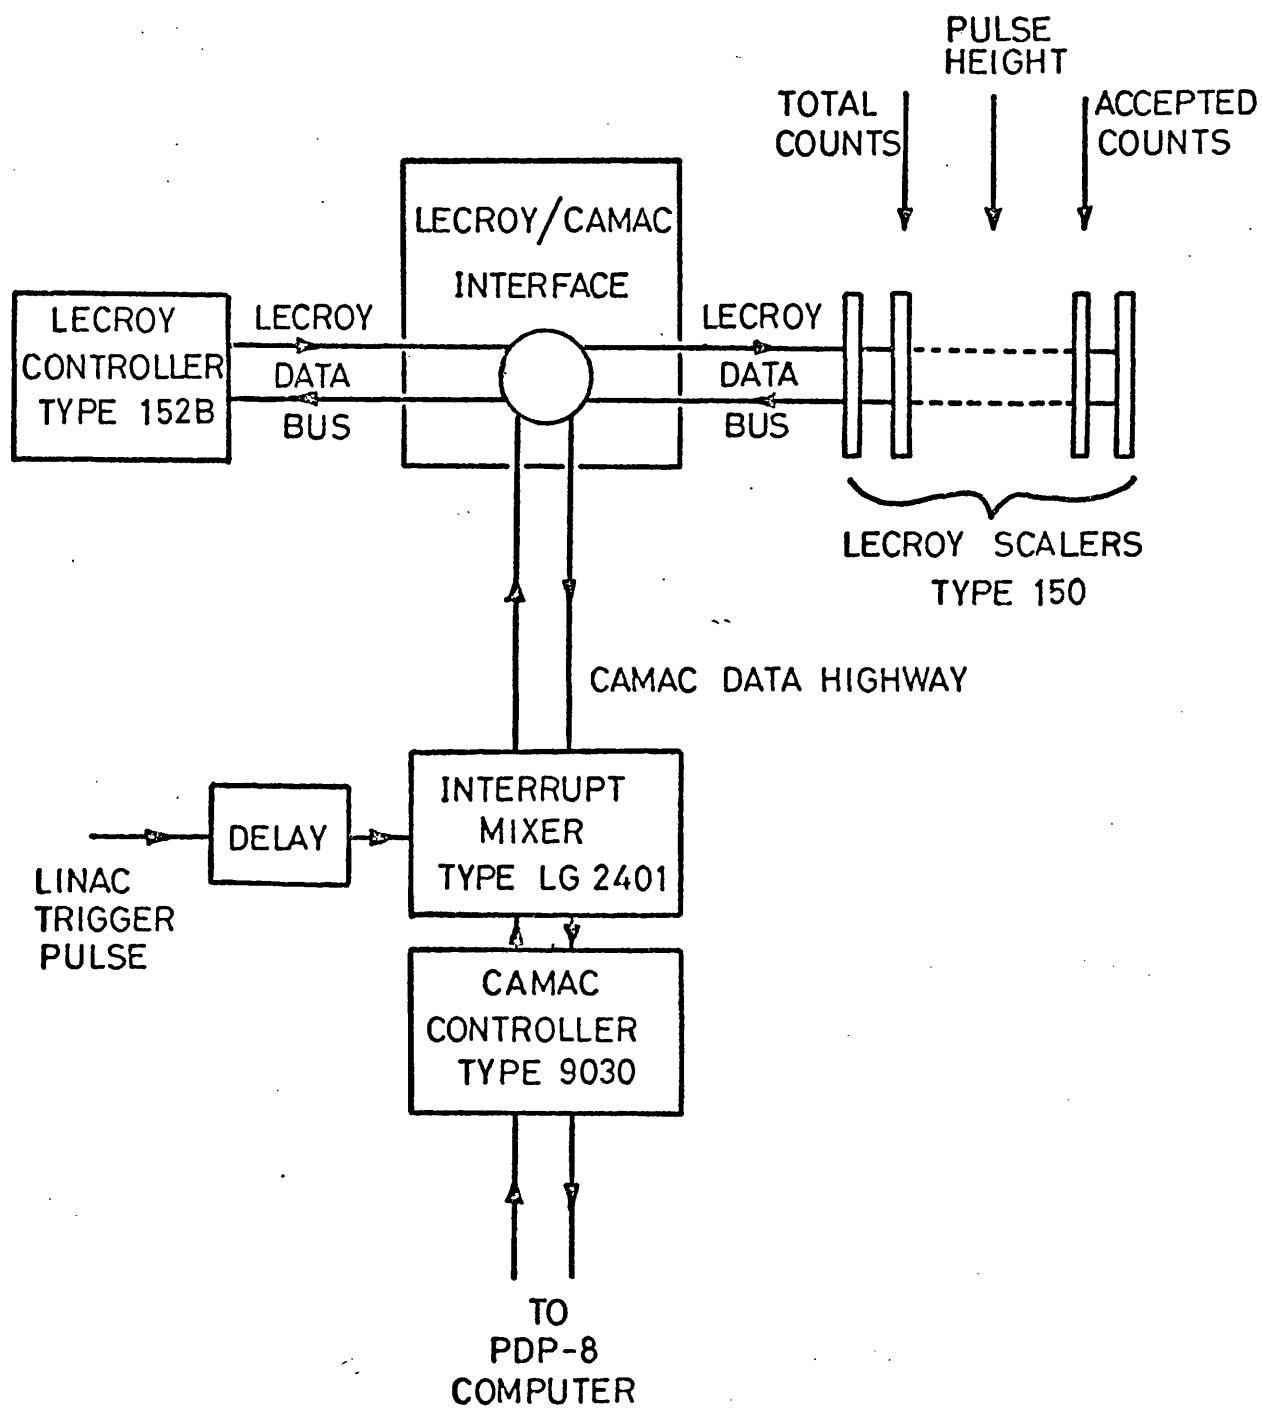 PULSE
HEIGHT
TOTAL
COUNTS
ACCEPTED
COUNTS
LECROY/CAMAC
INTERFACE
LECROY
CONTROLLER
TYPE 152B
LECROY
DATA
BUS
LECROY
DATA
BUS
LECROY SCALERS
TYPE 150
CAMAC DATA HIGHWAY
INTERRUPT
MIXER
TYPE LG 2401
DELAY
LINAC
TRIGGER
PULSE
CAMAC
CONTROLLER
TYPE 9030
TO
PDP-8
COMPUTER